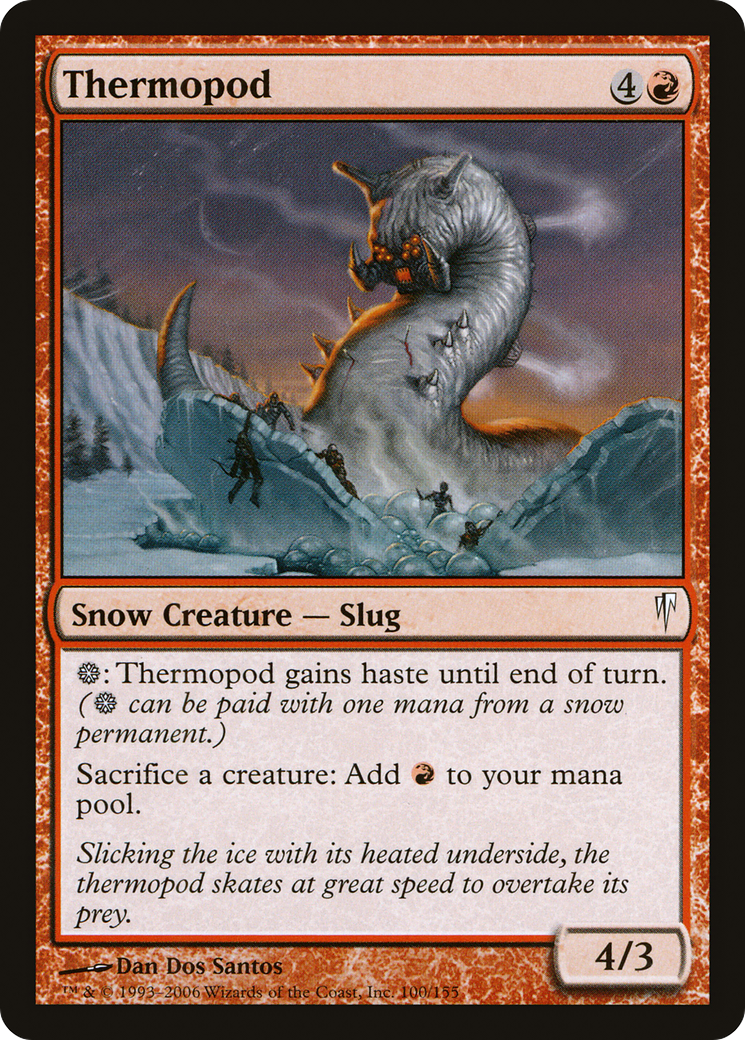 Thermopod 4
Snow Creature — Slug
: Thermopod gains haste until end of turn.
( can be paid with one mana from a snow
permanent.)
Sacrifice a creature: Add to your mana
pool.
Slicking the ice with its heated underside, the
thermopod skates at great speed to overtake its
prey.
4/3
Dan Dos Santos
™ & © 1993–2006 Wizards of the Coast, Inc. 100/155